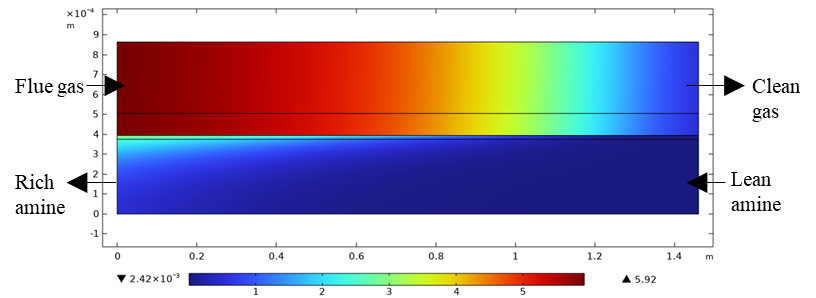 ×10⁻⁴
m
9
8
7
6
5
4
3
2
1
0
-1
Flue gas
Clean
gas
Rich
amine
Lean
amine
0 0.2 0.4 0.6 0.8 1 1.2 1.4 m
▼ 2.42×10⁻³ 1 2 3 4 5 ▲ 5.92